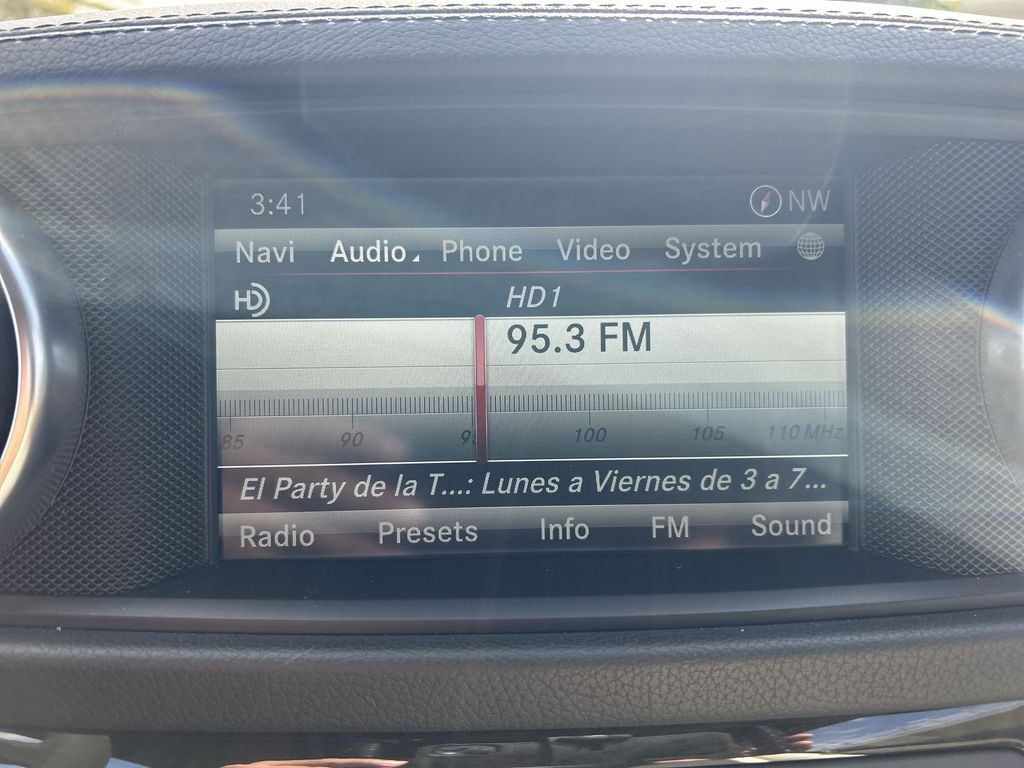 3:41 NW
Navi Audio Phone Video System
HD HD1
95.3 FM
85 90 95 100 105 110 MHz
El Party de la T...: Lunes a Viernes de 3 a 7...
Radio Presets Info FM Sound